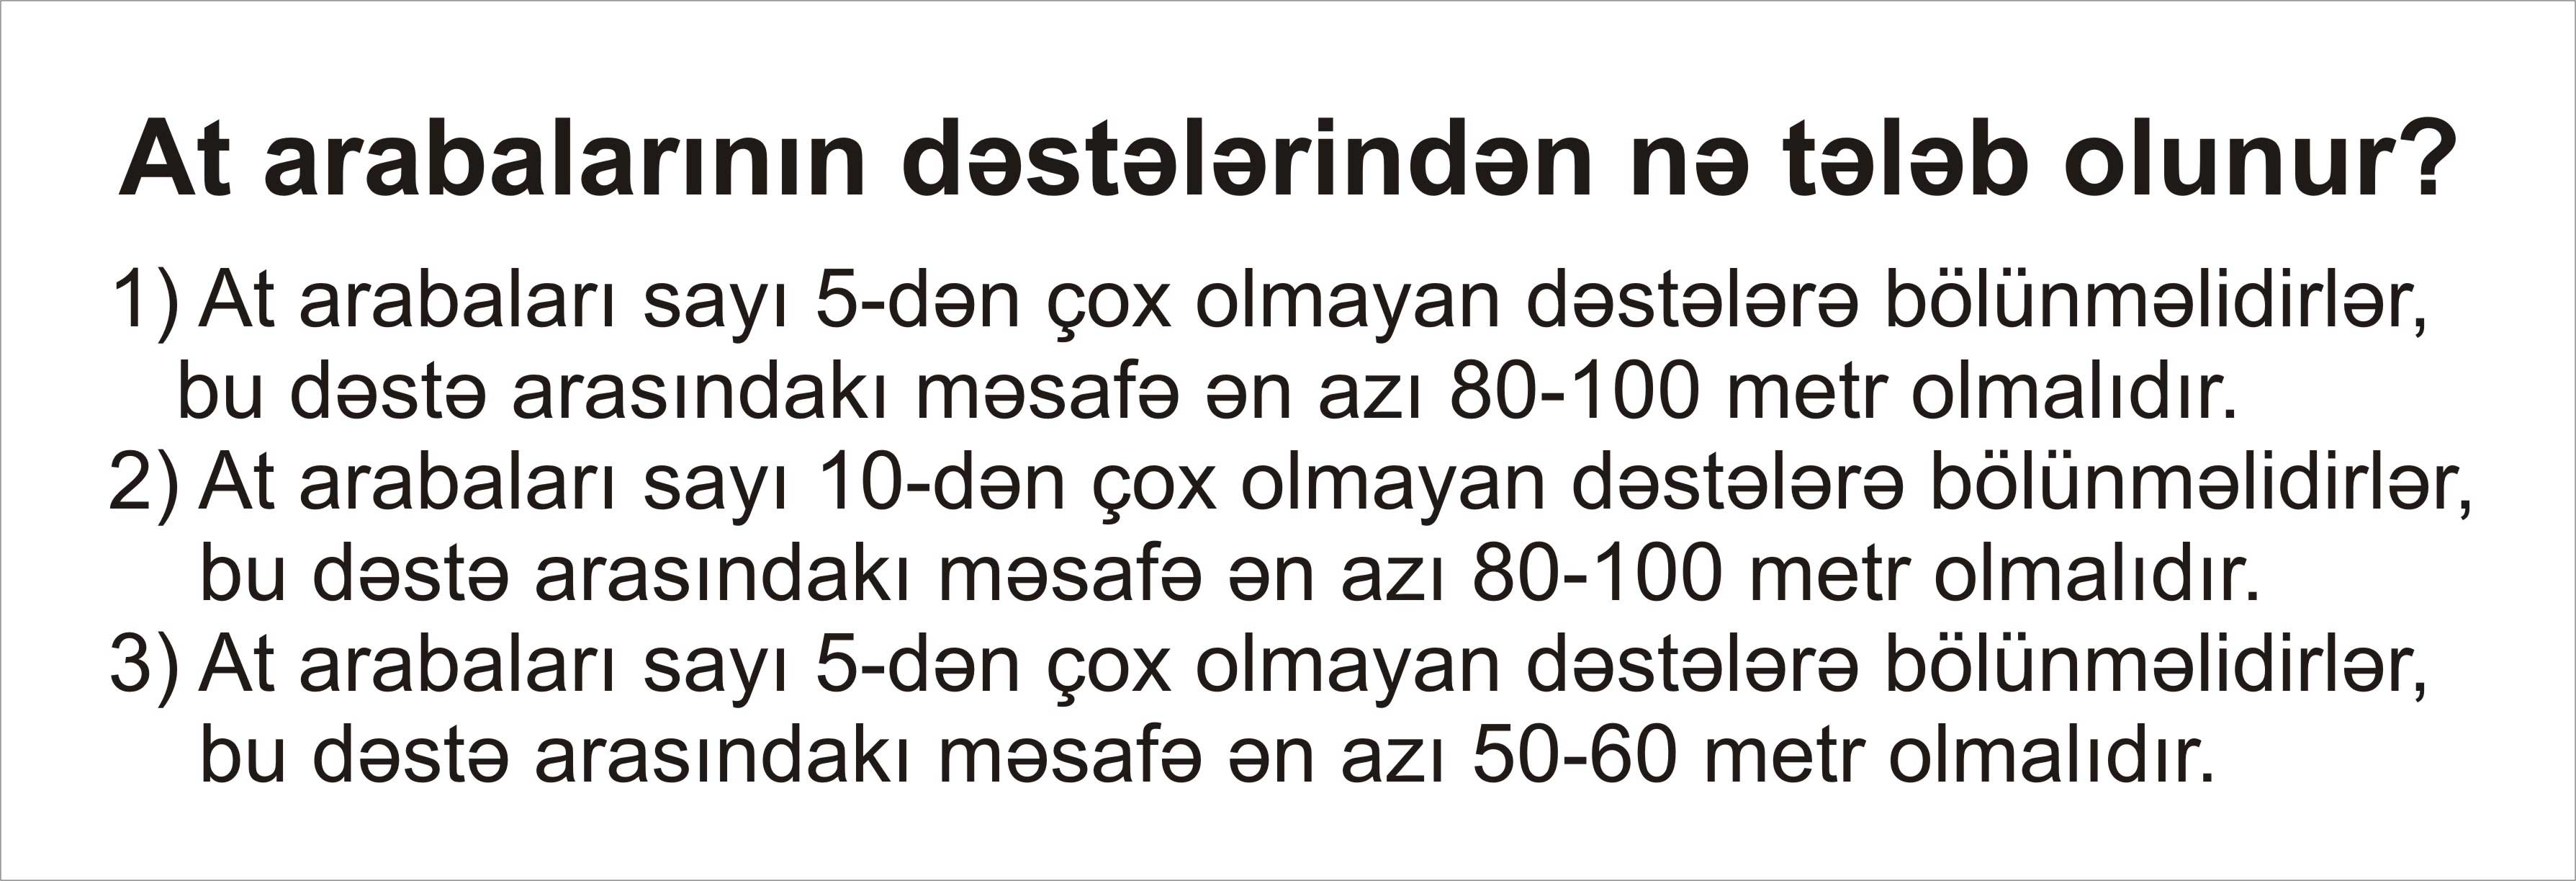 At arabalarının dəstələrindən nə tələb olunur?
1) At arabaları sayı 5-dən çox olmayan dəstələrə bölünməlidirlər,
bu dəstə arasındakı məsafə ən azı 80-100 metr olmalıdır.
2) At arabaları sayı 10-dən çox olmayan dəstələrə bölünməlidirlər,
bu dəstə arasındakı məsafə ən azı 80-100 metr olmalıdır.
3) At arabaları sayı 5-dən çox olmayan dəstələrə bölünməlidirlər,
bu dəstə arasındakı məsafə ən azı 50-60 metr olmalıdır.